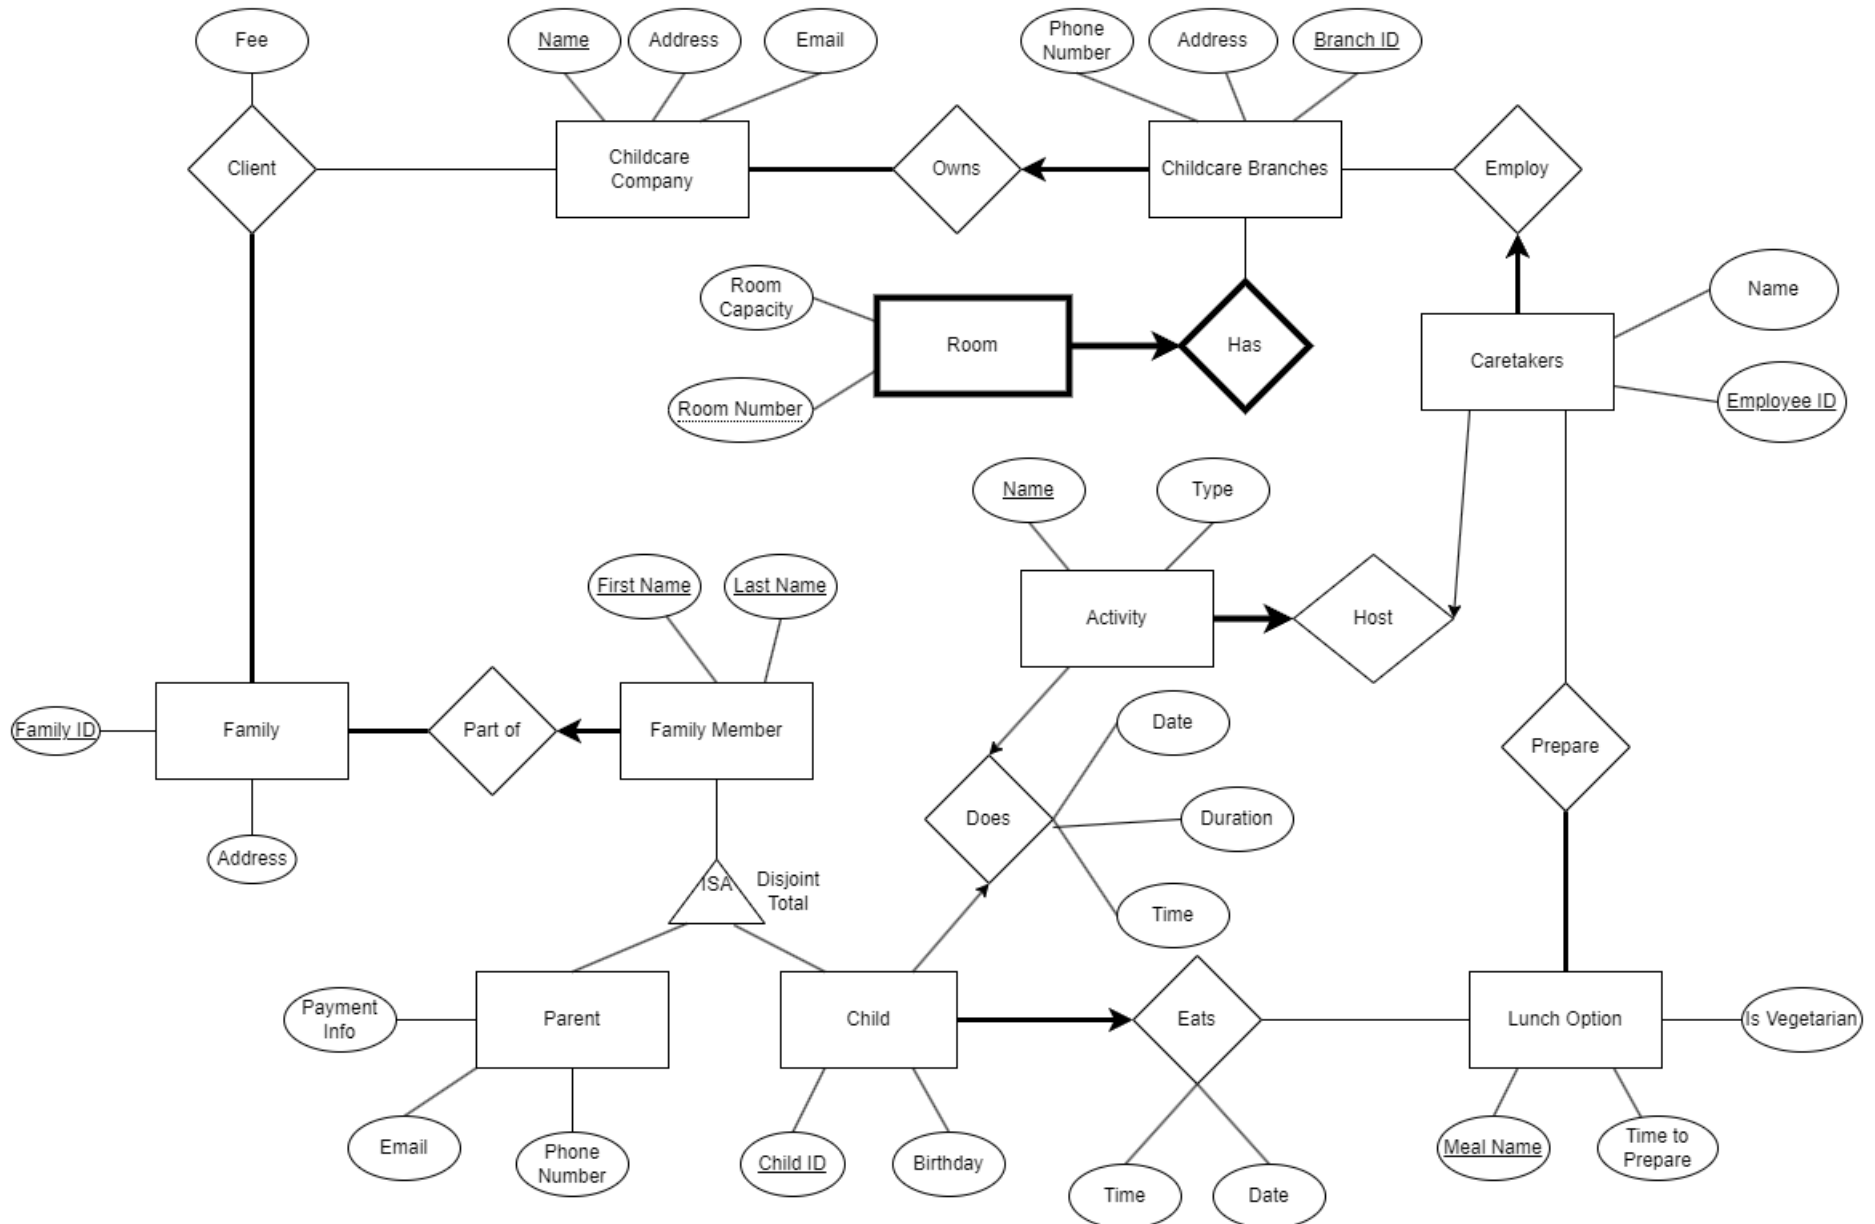 Fee
Name
Address
Email
Phone
Number
Address
Branch ID
Client
Childcare
Company
Owns
Childcare Branches
Employ
Room
Capacity
Room
Has
Name
Caretakers
Room Number
Employee ID
Name
Type
First Name
Last Name
Activity
Host
Family ID
Family
Part of
Family Member
Date
Prepare
Does
Duration
Address
ISA
Disjoint
Total
Time
Payment
Info
Parent
Child
Eats
Lunch Option
Is Vegetarian
Email
Phone
Number
Child ID
Birthday
Meal Name
Time to
Prepare
Time
Date